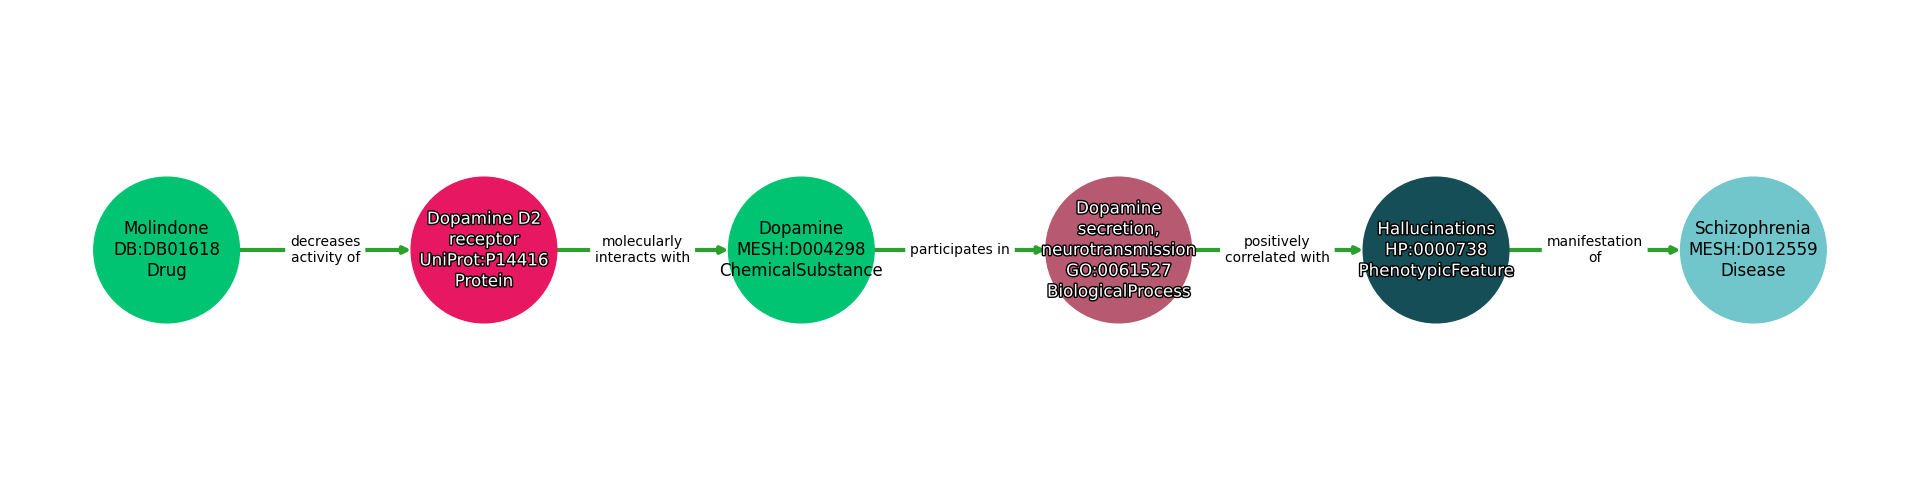 Molindone
DB:DB01618
Drug
decreases
activity of
Dopamine D2
receptor
UniProt:P14416
Protein
molecularly
interacts with
Dopamine
MESH:D004298
ChemicalSubstance
participates in
Dopamine
secretion,
neurotransmission
GO:0061527
BiologicalProcess
positively
correlated with
Hallucinations
HP:0000738
PhenotypicFeature
manifestation
of
Schizophrenia
MESH:D012559
Disease